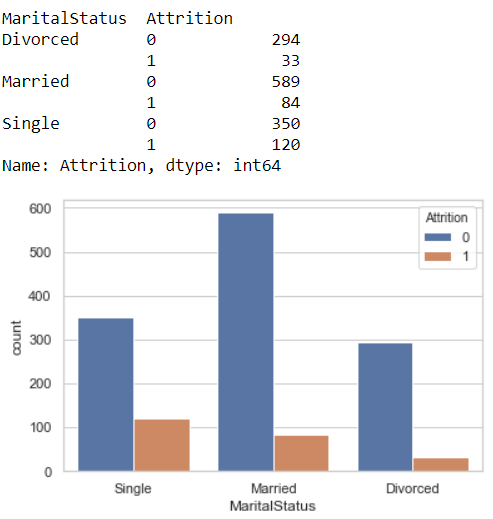 MaritalStatus  Attrition
Divorced       0            294
               1             33
Married        0            589
               1             84
Single         0            350
               1            120
Name: Attrition, dtype: int64
600
500
400
300
200
100
0
count
Attrition
0
1
Single Married Divorced
MaritalStatus